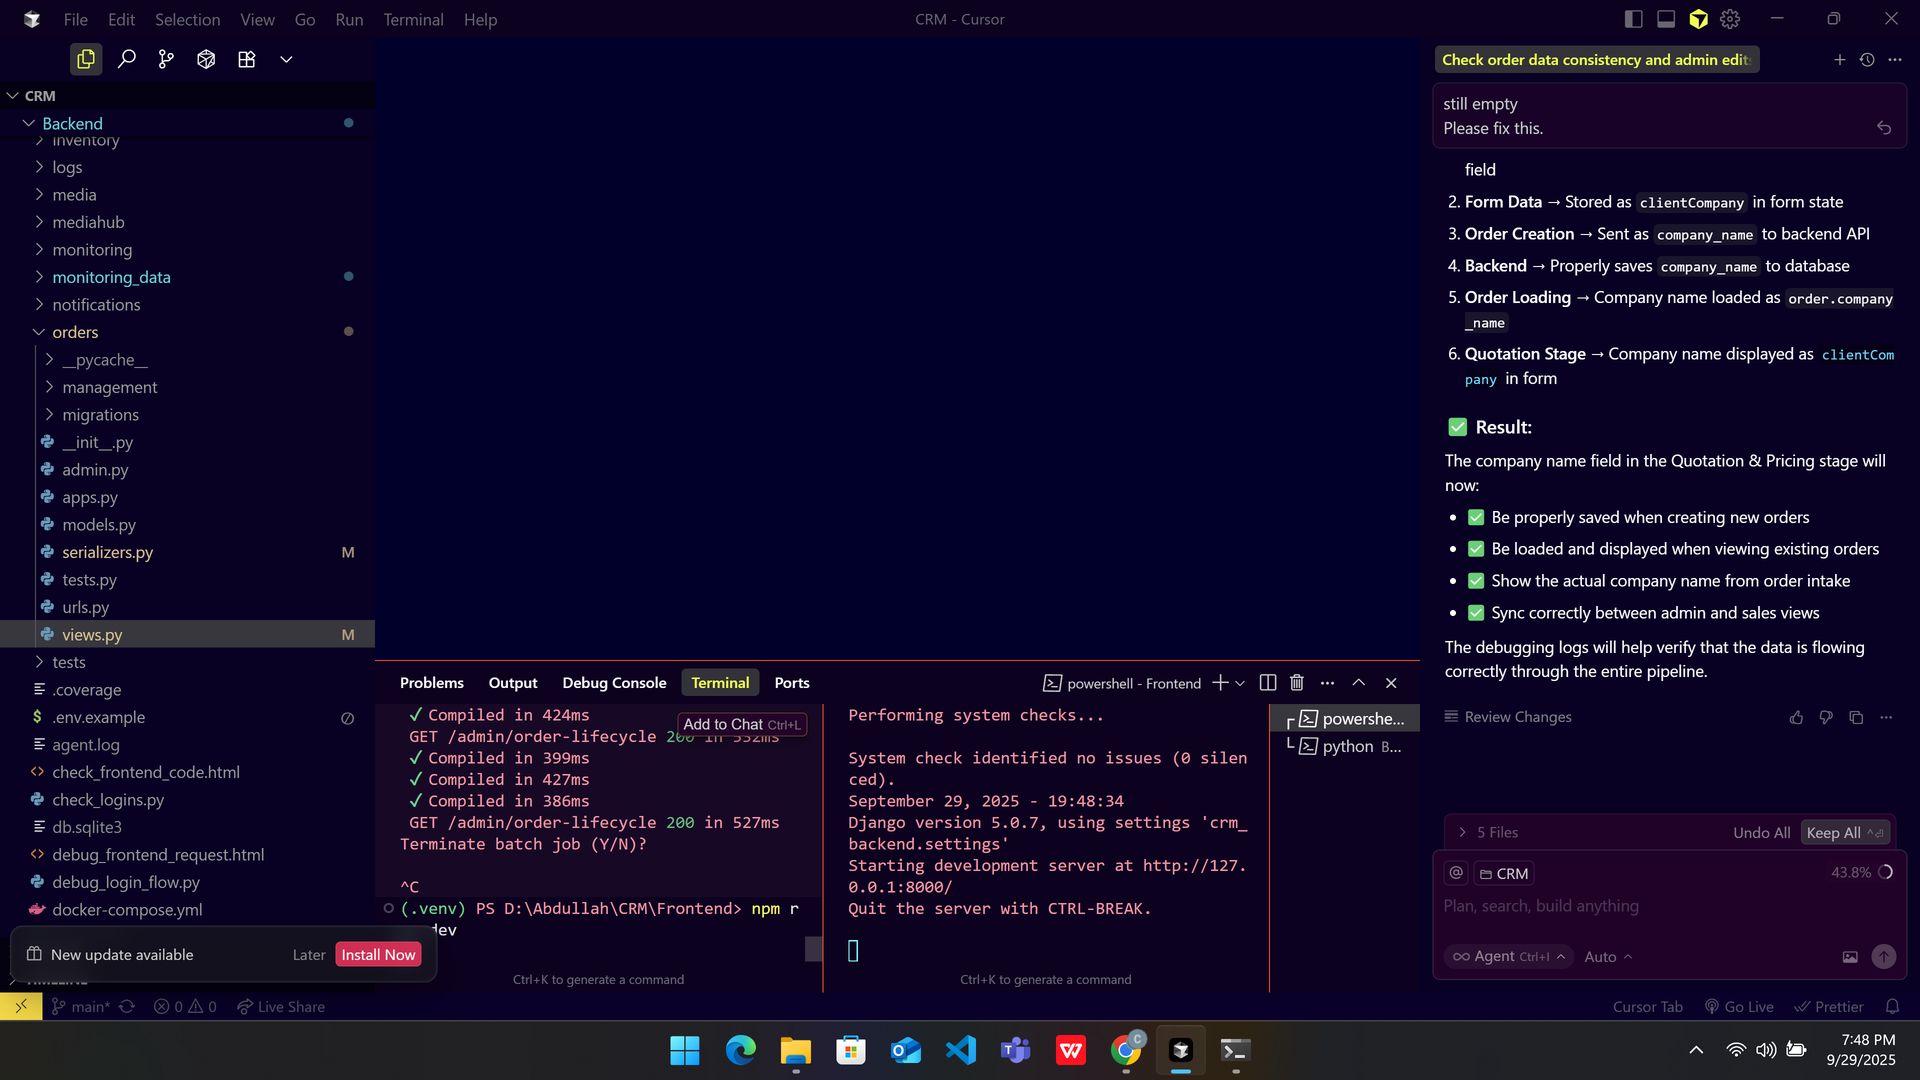 File Edit Selection View Go Run Terminal Help
CRM - Cursor
CRM
Backend
inventory
logs
media
mediahub
monitoring
monitoring_data
notifications
orders
__pycache__
management
migrations
__init__.py
admin.py
apps.py
models.py
serializers.py M
tests.py
urls.py
views.py M
tests
.coverage
.env.example
agent.log
check_frontend_code.html
check_logins.py
db.sqlite3
debug_frontend_request.html
debug_login_flow.py
docker-compose.yml
New update available Later Install Now
TIMELINE
main* 0 0 Live Share
Problems Output Debug Console Terminal Ports
powershell - Frontend
✓ Compiled in 424ms
Add to Chat Ctrl+L
GET /admin/order-lifecycle 200 in 532ms
✓ Compiled in 399ms
✓ Compiled in 427ms
✓ Compiled in 386ms
GET /admin/order-lifecycle 200 in 527ms
Terminate batch job (Y/N)?
^C
(.venv) PS D:\Abdullah\CRM\Frontend> npm r
dev
Ctrl+K to generate a command
Performing system checks...
System check identified no issues (0 silen
ced).
September 29, 2025 - 19:48:34
Django version 5.0.7, using settings 'crm_
backend.settings'
Starting development server at http://127.
0.0.1:8000/
Quit the server with CTRL-BREAK.
Ctrl+K to generate a command
powershe...
python B...
Check order data consistency and admin edit
still empty
Please fix this.
field
2. Form Data → Stored as clientCompany in form state
3. Order Creation → Sent as company_name to backend API
4. Backend → Properly saves company_name to database
5. Order Loading → Company name loaded as order.company
_name
6. Quotation Stage → Company name displayed as clientCom
pany in form
✅ Result:
The company name field in the Quotation & Pricing stage will
now:
• ✅ Be properly saved when creating new orders
• ✅ Be loaded and displayed when viewing existing orders
• ✅ Show the actual company name from order intake
• ✅ Sync correctly between admin and sales views
The debugging logs will help verify that the data is flowing
correctly through the entire pipeline.
Review Changes
5 Files Undo All Keep All
@ CRM 43.8%
Plan, search, build anything
Agent Ctrl+I Auto
Cursor Tab Go Live Prettier
7:48 PM
9/29/2025